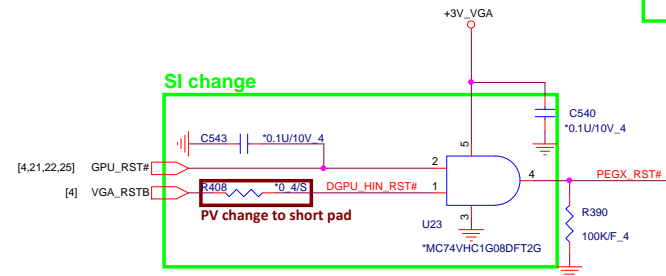 +3V_VGA
SI change
C540
*0.1U/10V_4
C543
*0.1U/10V_4
5
[4,21,22,25]
GPU_RST#
2
[4]
VGA_RSTB
R408
*0_4/S
DGPU_HIN_RST#
1
4
PEGX_RST#
PV change to short pad
3
U23
R390
*MC74VHC1G08DFT2G
100K/F_4